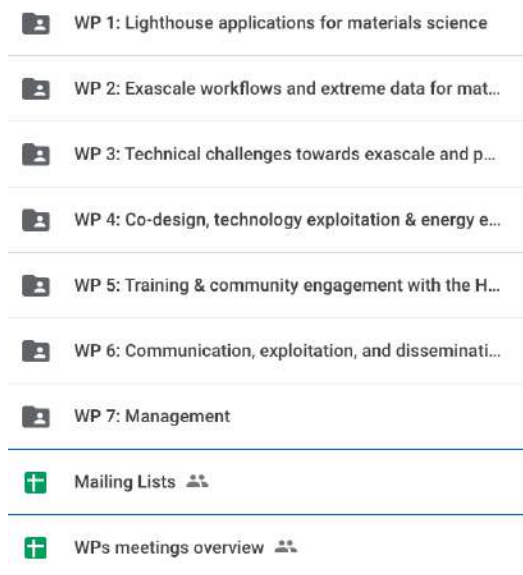 WP 1: Lighthouse applications for materials science
WP 2: Exascale workflows and extreme data for mat...
WP 3: Technical challenges towards exascale and p...
WP 4: Co-design, technology exploitation & energy e...
WP 5: Training & community engagement with the H...
WP 6: Communication, exploitation, and disseminati...
WP 7: Management
Mailing Lists
WPs meetings overview